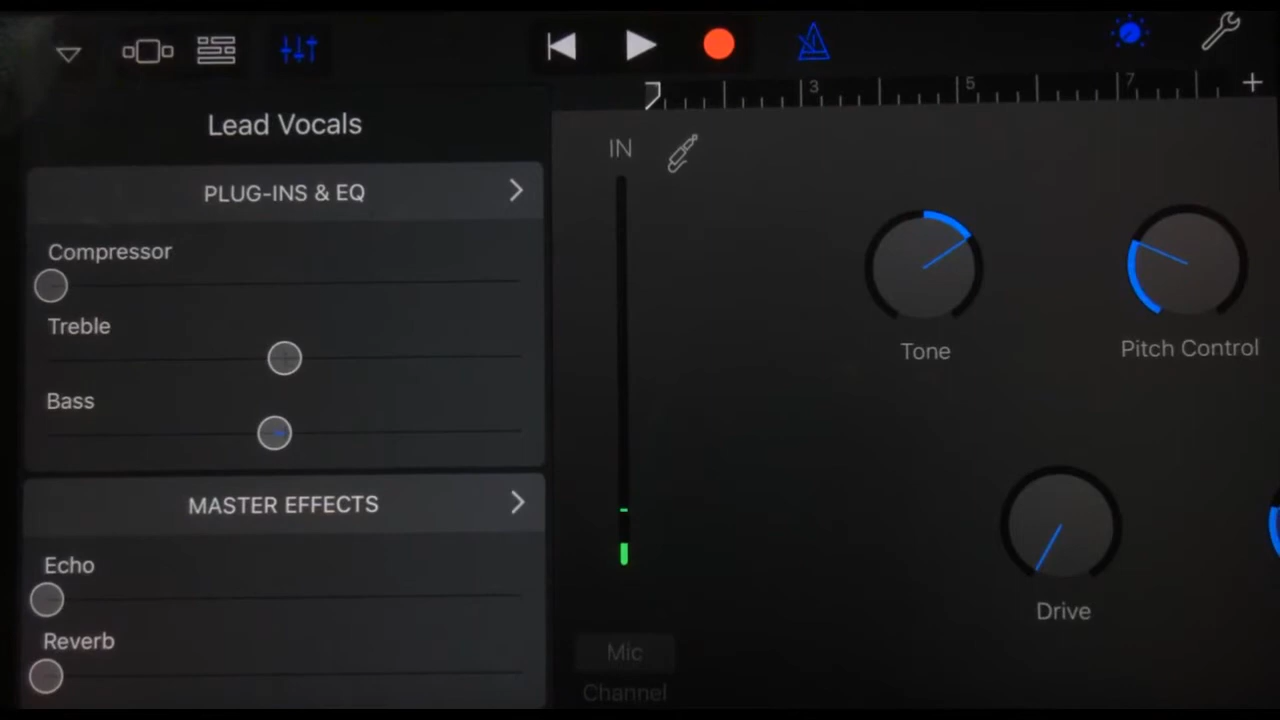 3
5
7
+
Lead Vocals
IN
PLUG-INS & EQ
Compressor
Treble
Tone
Pitch Control
Bass
MASTER EFFECTS
Echo
Drive
Reverb
Mic
Channel